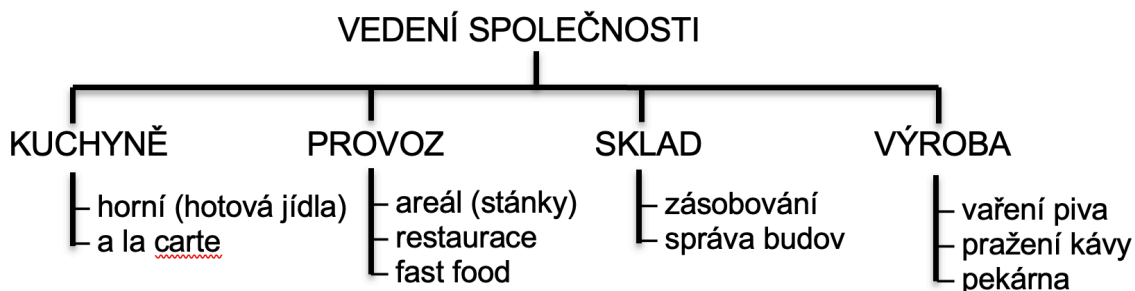 VEDENÍ SPOLEČNOSTI
KUCHYNĚ
horní (hotová jídla)
a la carte
PROVOZ
areál (stánky)
restaurace
fast food
SKLAD
zásobování
správa budov
VÝROBA
vaření piva
pražení kávy
pekárna